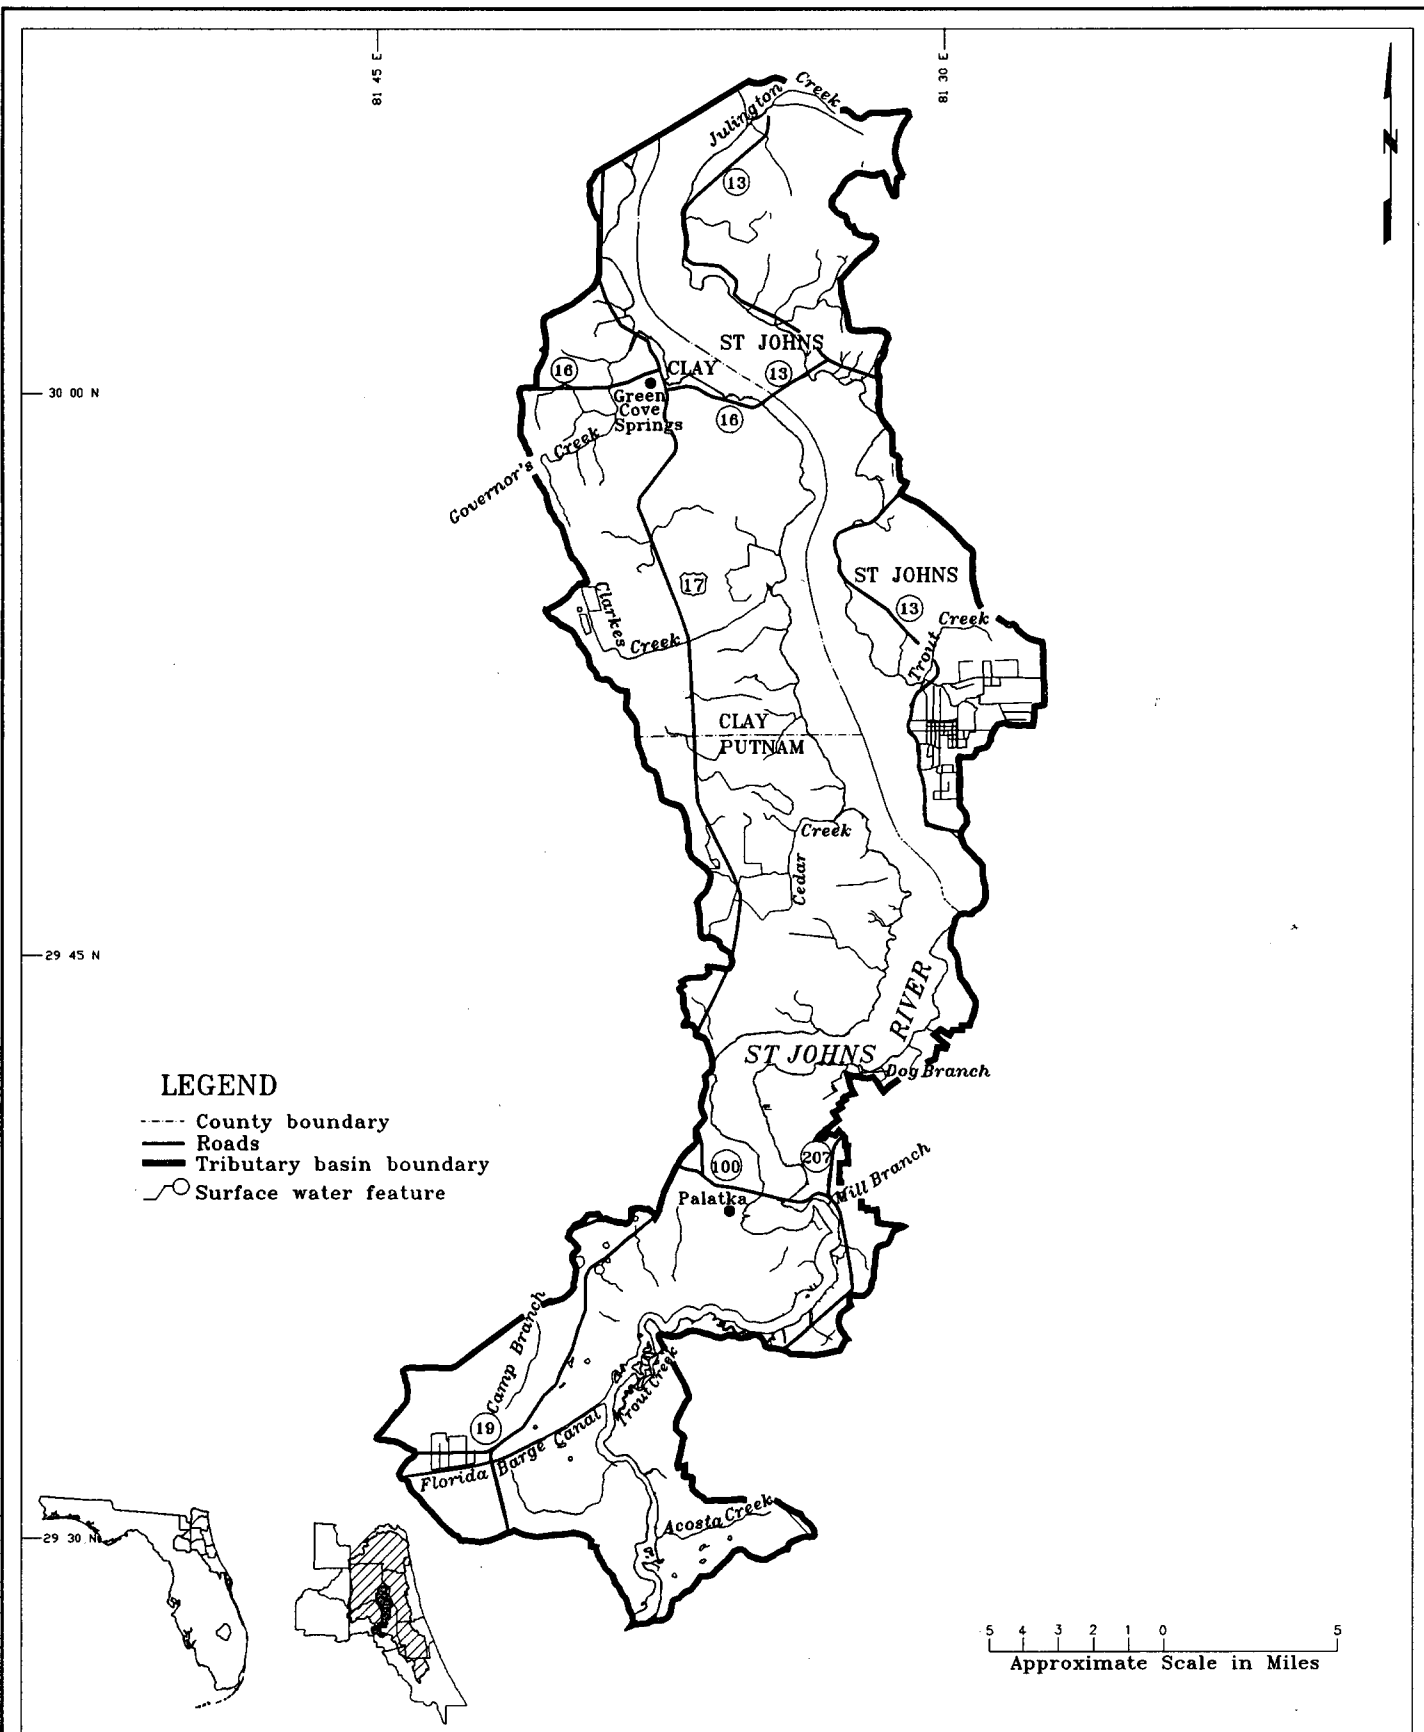 81 45 E
81 30 E
Julington Creek
N
13
ST JOHNS
16
CLAY
13
30 00 N
Green
Cove
Springs
16
Governor's Creek
17
ST JOHNS
13
Clarkes Creek
Trout Creek
CLAY
PUTNAM
Creek
Cedar
29 45 N
RIVER
ST JOHNS
Dog Branch
LEGEND
County boundary
Roads
Tributary basin boundary
Surface water feature
100
207
Mill Branch
Palatka
Camp Branch
Trout Creek
19
Florida Barge Canal
Acosta Creek
29 30 N
5 4 3 2 1 0 5
Approximate Scale in Miles